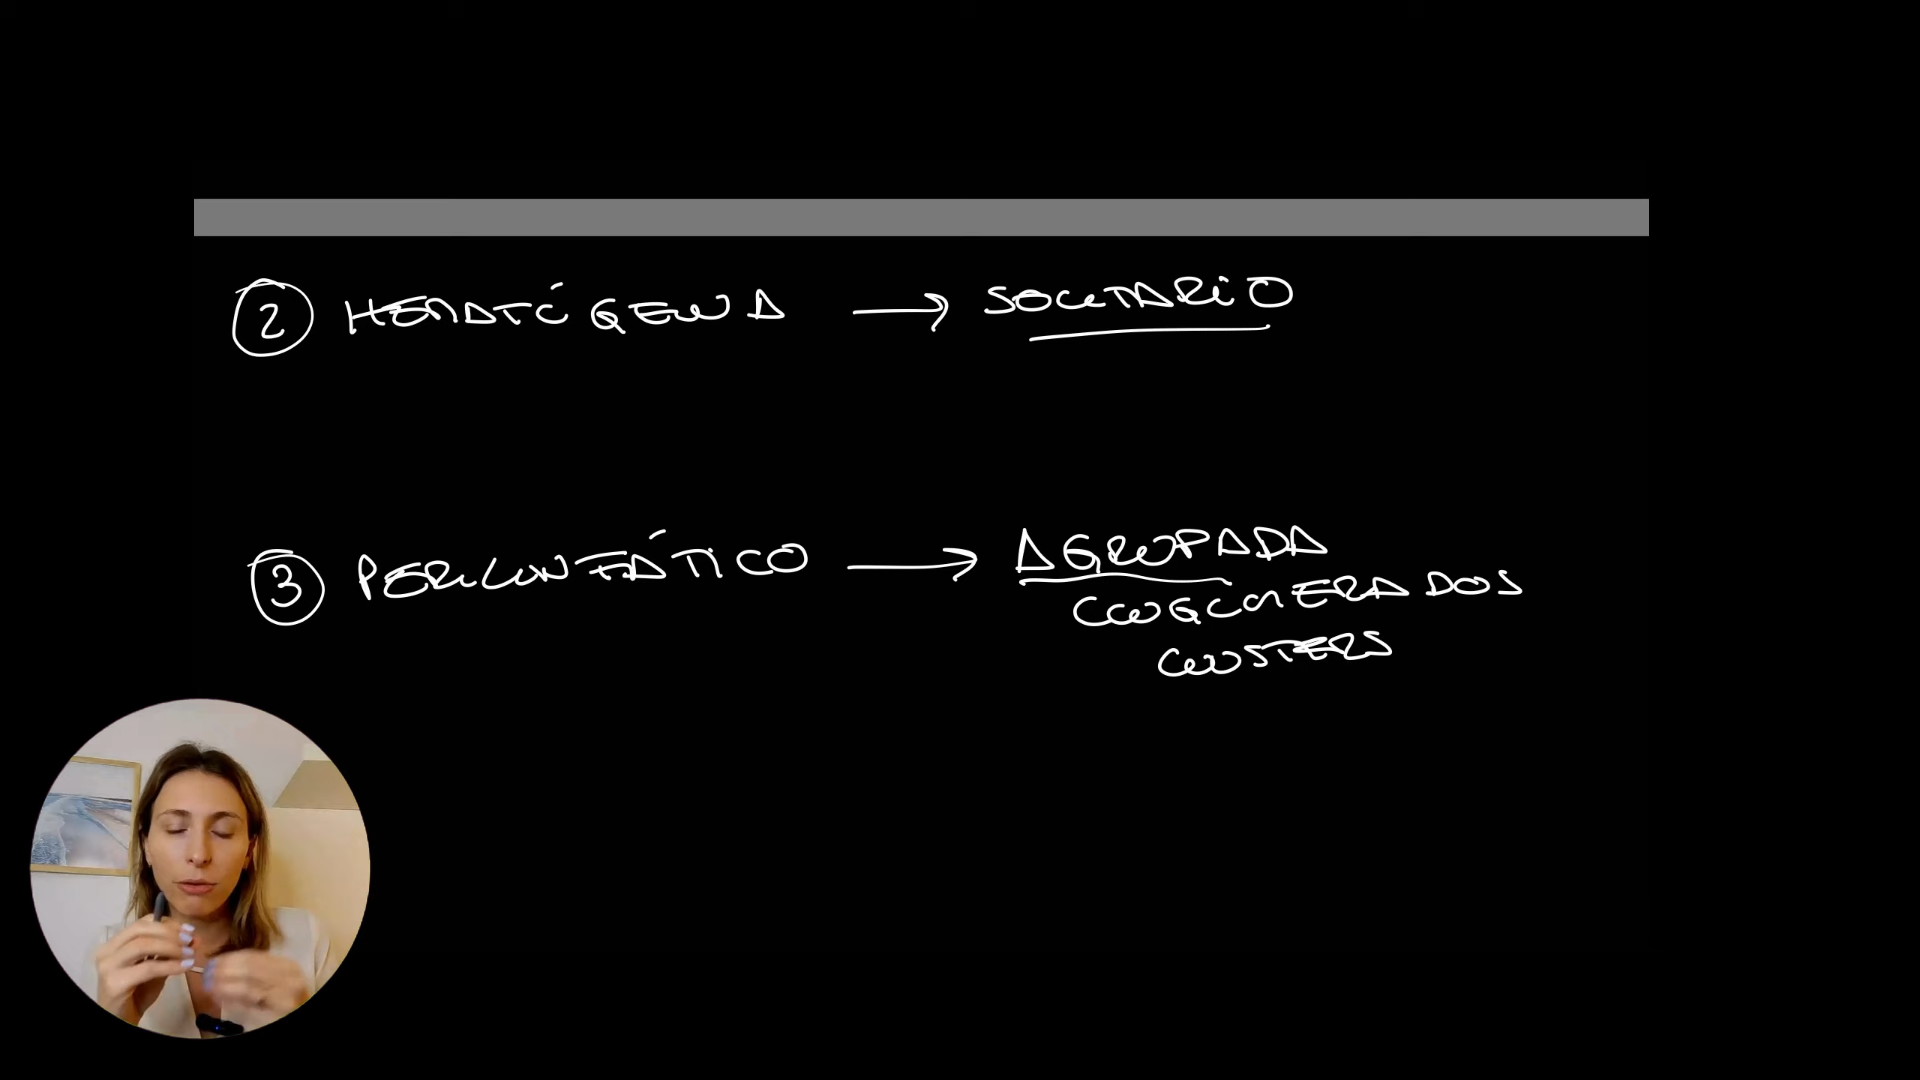 2 HEMATÓGENA → SOLITÁRIO
3 PERILINFÁTICO → AGRUPADA
CONGLOMERADOS
CLUSTERS